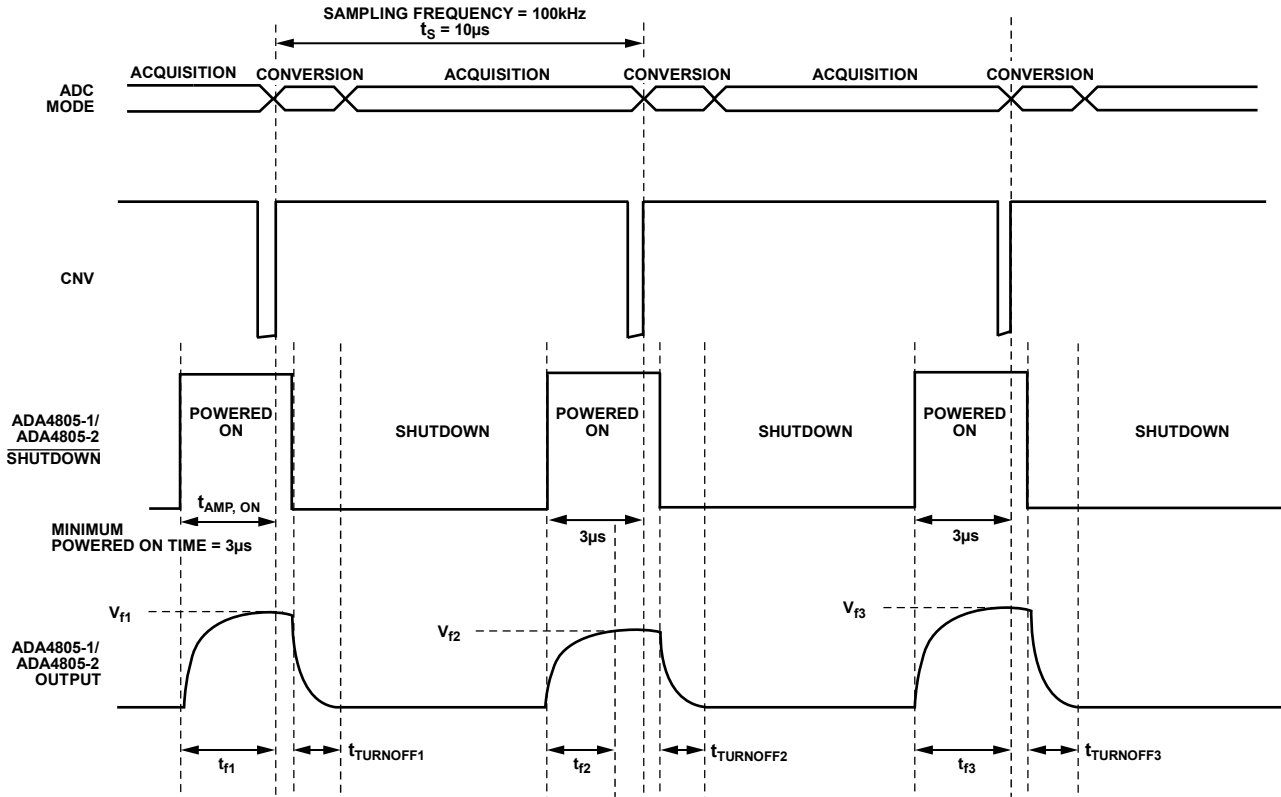 SAMPLING FREQUENCY = 100kHz
tS = 10µs
ACQUISITION
CONVERSION
ACQUISITION
CONVERSION
ACQUISITION
CONVERSION
ADC
MODE
CNV
ADA4805-1/
ADA4805-2
SHUTDOWN
POWERED
ON
SHUTDOWN
POWERED
ON
SHUTDOWN
POWERED
ON
SHUTDOWN
tAMP, ON
MINIMUM
POWERED ON TIME = 3µs
3µs
3µs
Vf1
Vf2
Vf3
ADA4805-1/
ADA4805-2
OUTPUT
tf1
tTURNOFF1
tf2
tTURNOFF2
tf3
tTURNOFF3